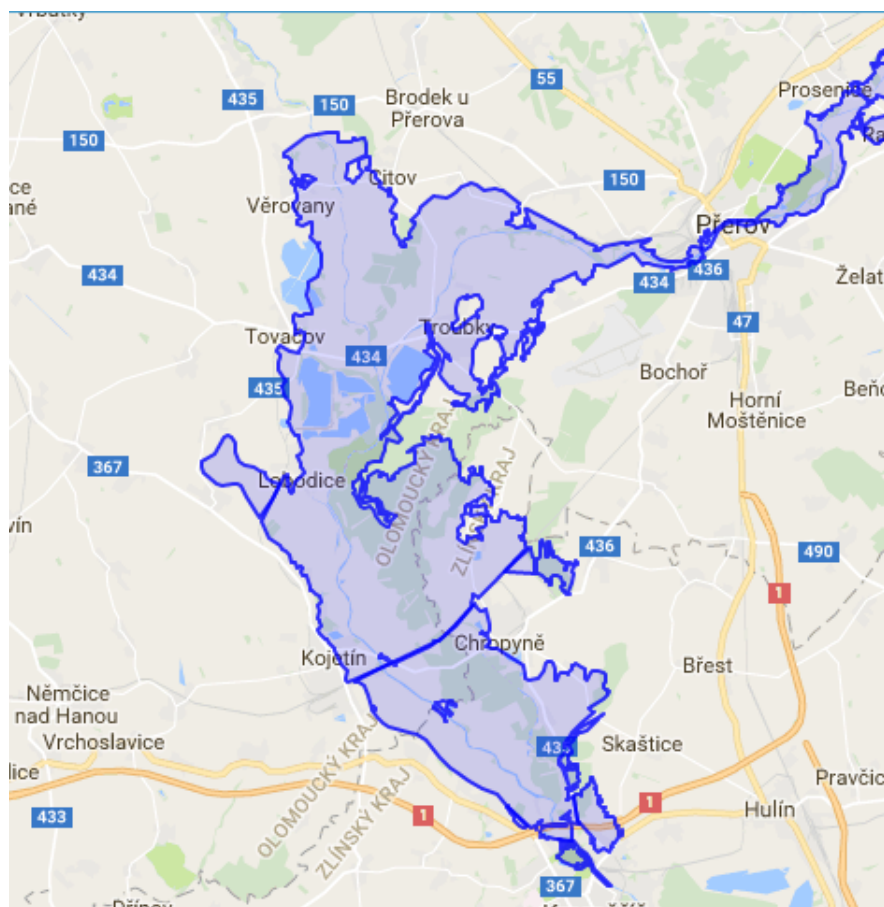 55
Prosenice
435
150
Brodek u
Přerova
150
Citov
150
Věrovany
Přerov
434
436
434
Želat
47
Tovačov
434
Troubky
435
Bochoř
Horní
Moštěnice
Beňo
367
Lobodice
OLOMOUCKÝ KRAJ
ZLÍNSKÝ KRAJ
436
490
1
Kojetín
Chropyně
Břest
Němčice
nad Hanou
Vrchoslavice
Skaštice
OLOMOUCKÝ KRAJ
ZLÍNSKÝ KRAJ
Pravčic
433
1
1
Hulín
367